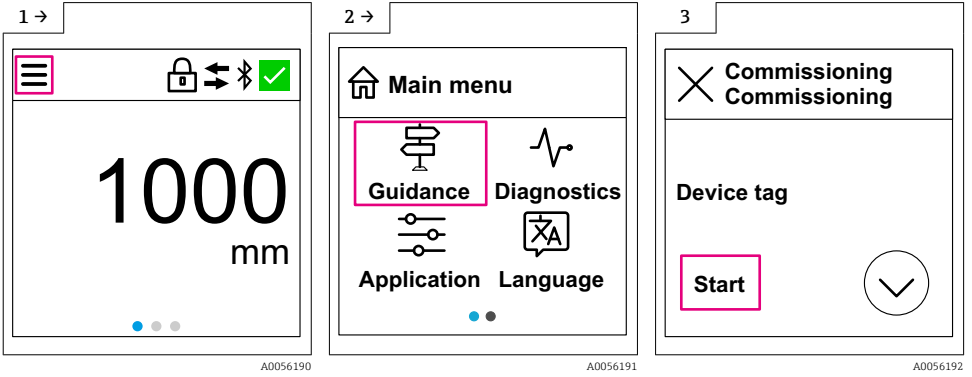 1 →
1000
mm
A0056190
2 →
Main menu
Guidance
Diagnostics
Application
Language
A0056191
3
Commissioning
Commissioning
Device tag
Start
A0056192